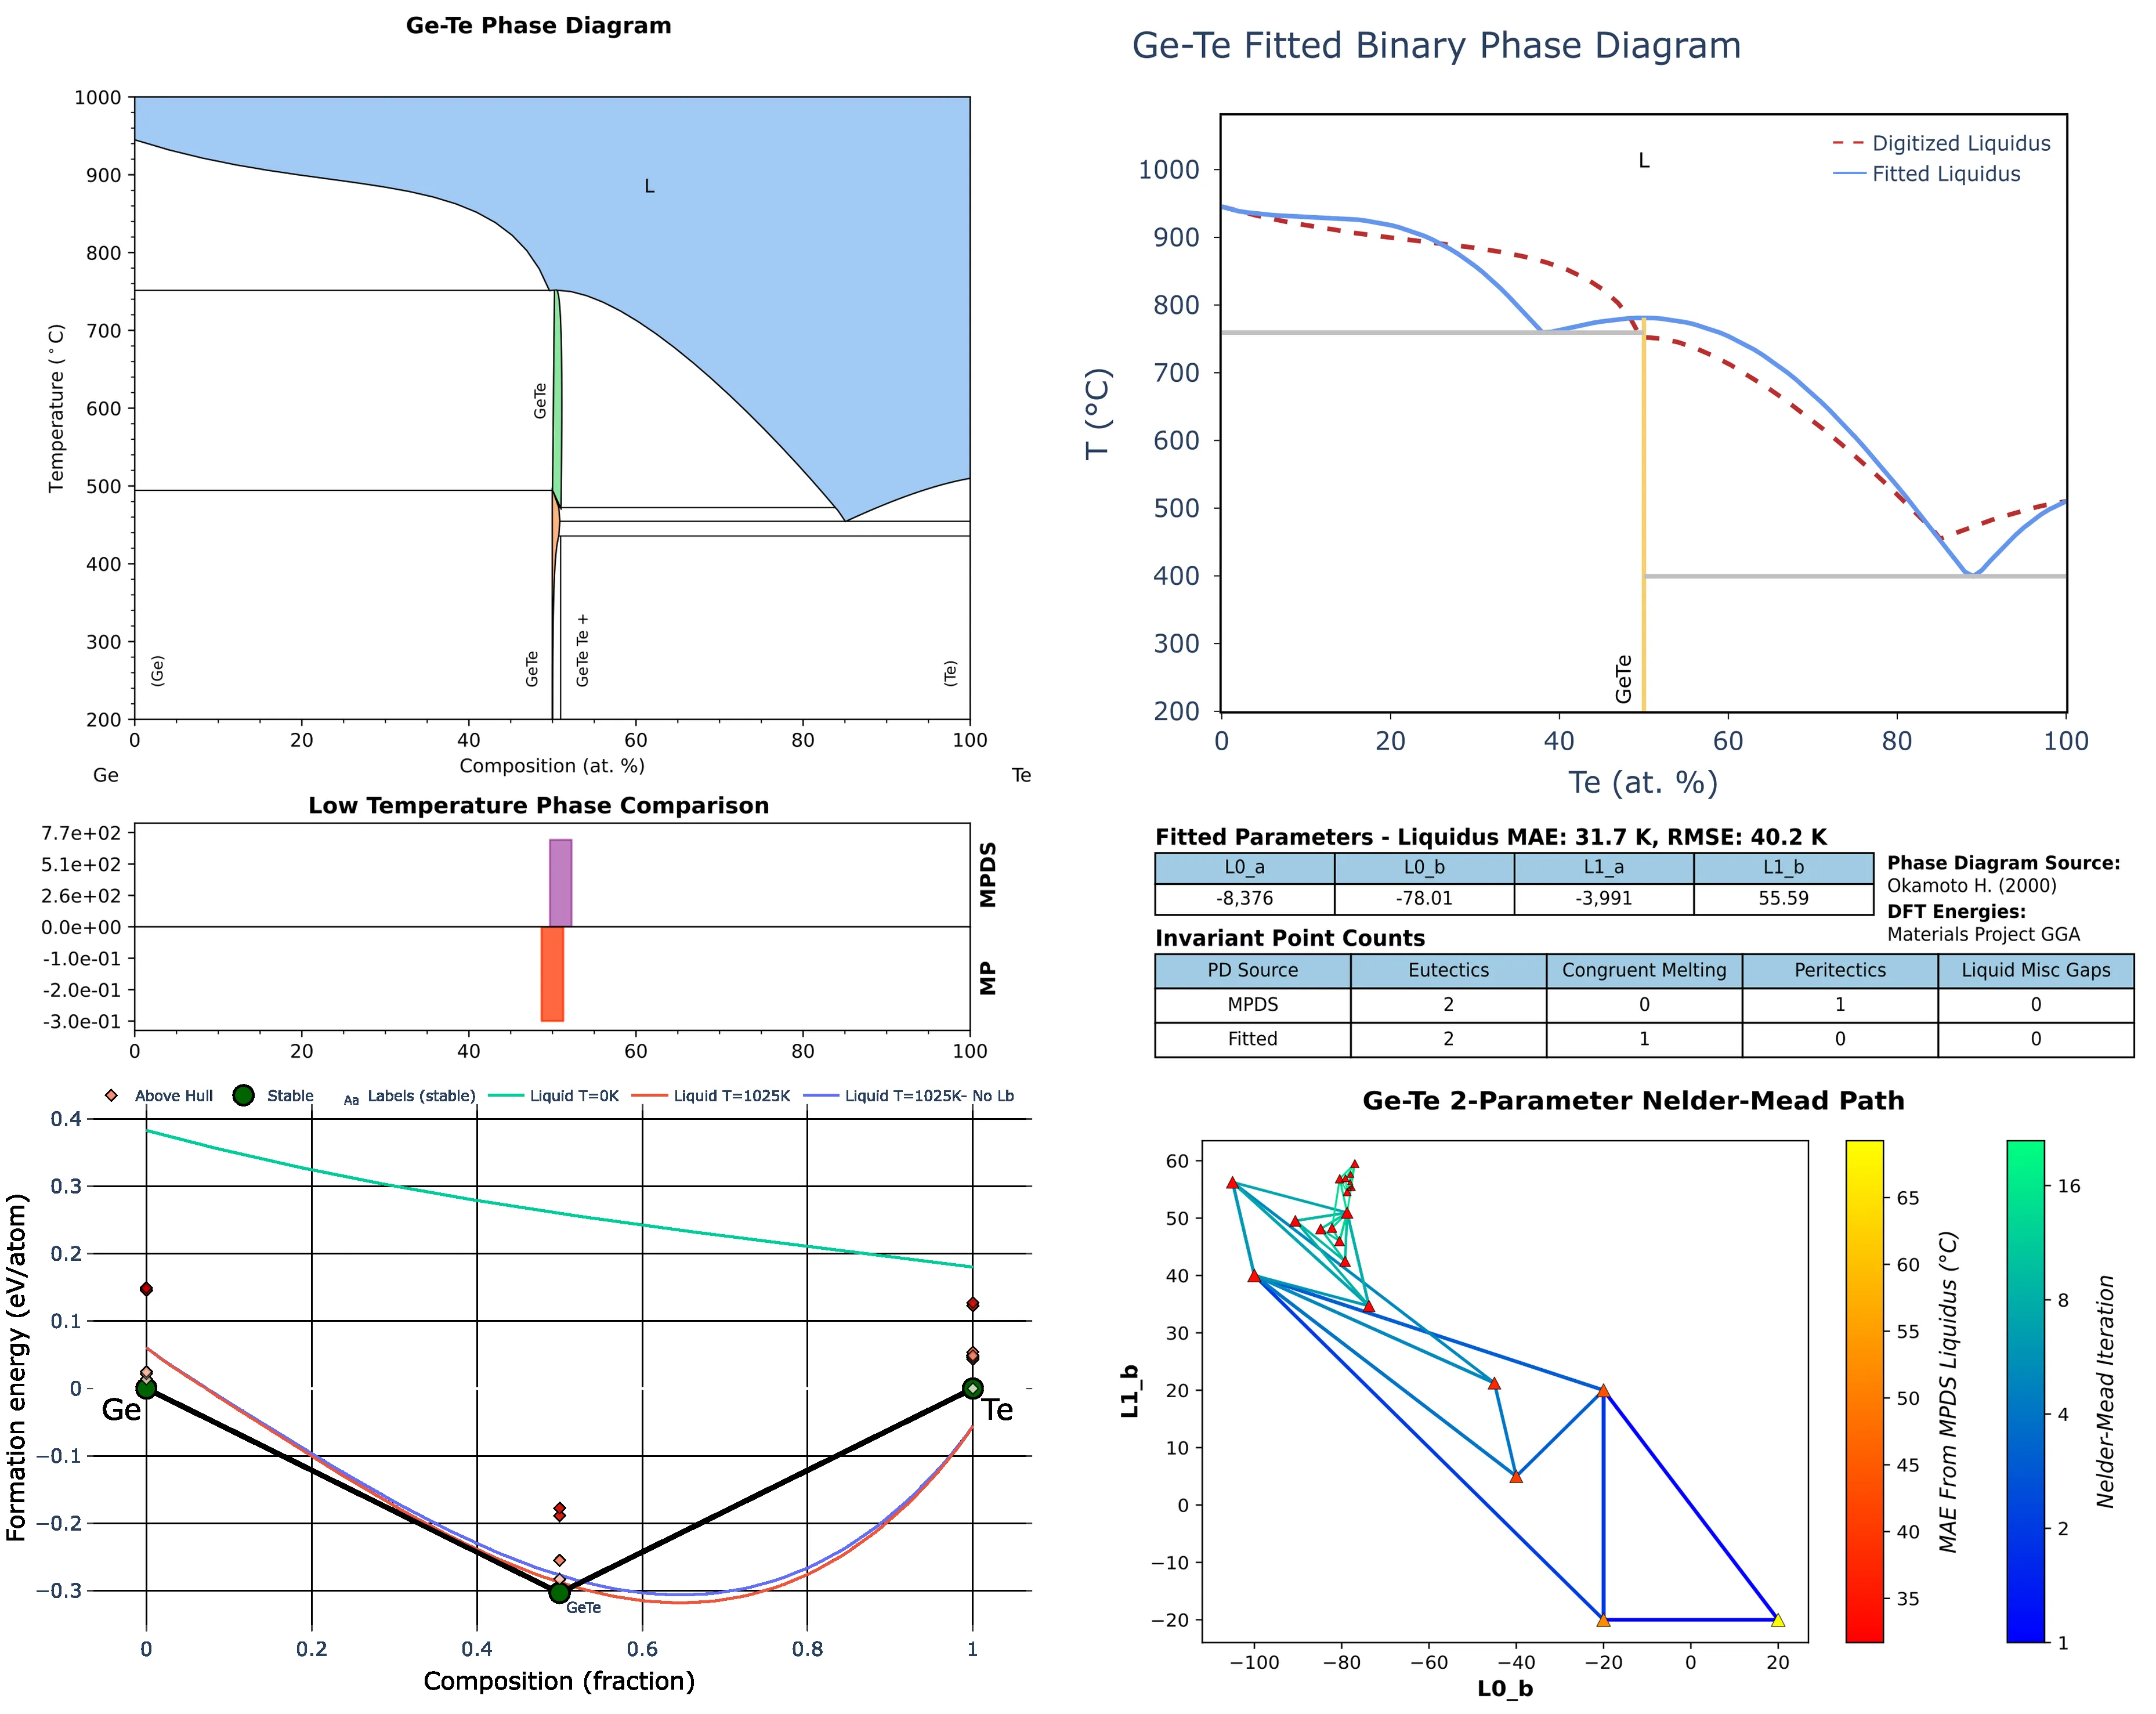 Ge-Te Phase Diagram
1000
900
800
700
600
500
400
300
200
Temperature (°C)
L
GeTe
(Ge)
GeTe
GeTe Te +
(Te)
0 20 40 60 80 100
Composition (at. %)
Ge Te
Low Temperature Phase Comparison
7.7e+02
5.1e+02
2.6e+02
0.0e+00
-1.0e-01
-2.0e-01
-3.0e-01
MPDS
MP
0 20 40 60 80 100
Above Hull Stable Aa Labels (stable) Liquid T=0K Liquid T=1025K Liquid T=1025K- No Lb
0.4
0.3
0.2
0.1
0
−0.1
−0.2
−0.3
Formation energy (eV/atom)
Ge
Te
GeTe
0 0.2 0.4 0.6 0.8 1
Composition (fraction)
Ge-Te Fitted Binary Phase Diagram
Digitized Liquidus
Fitted Liquidus
L
1000
900
800
700
600
500
400
300
200
T (°C)
GeTe
0 20 40 60 80 100
Te (at. %)
Fitted Parameters - Liquidus MAE: 31.7 K, RMSE: 40.2 K
L0_a L0_b L1_a L1_b
-8,376 -78.01 -3,991 55.59
Phase Diagram Source:
Okamoto H. (2000)
DFT Energies:
Materials Project GGA
Invariant Point Counts
PD Source Eutectics Congruent Melting Peritectics Liquid Misc Gaps
MPDS 2 0 1 0
Fitted 2 1 0 0
Ge-Te 2-Parameter Nelder-Mead Path
60
50
40
30
20
10
0
−10
−20
L1_b
−100 −80 −60 −40 −20 0 20
L0_b
65
60
55
50
45
40
35
MAE From MPDS Liquidus (°C)
16
8
4
2
1
Nelder-Mead Iteration